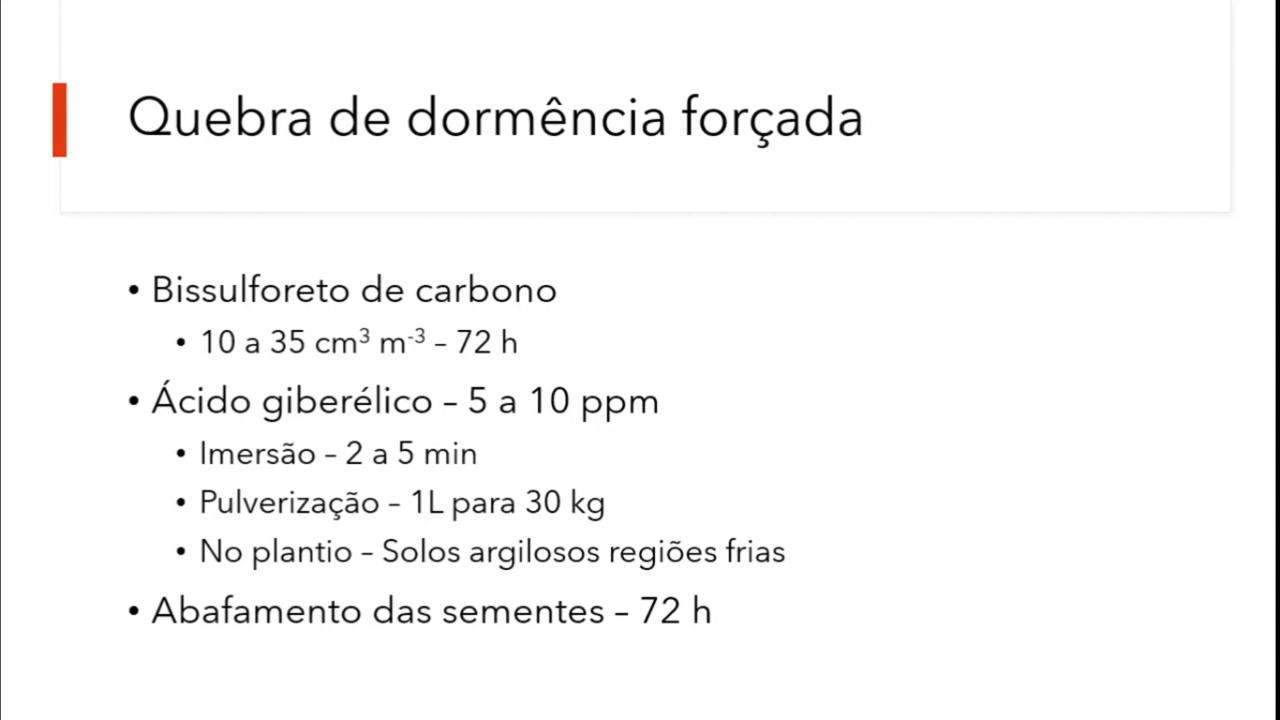 Quebra de dormência forçada
• Bissulforeto de carbono
• 10 a 35 cm³ m⁻³ – 72 h
• Ácido giberélico – 5 a 10 ppm
• Imersão – 2 a 5 min
• Pulverização – 1L para 30 kg
• No plantio – Solos argilosos regiões frias
• Abafamento das sementes – 72 h